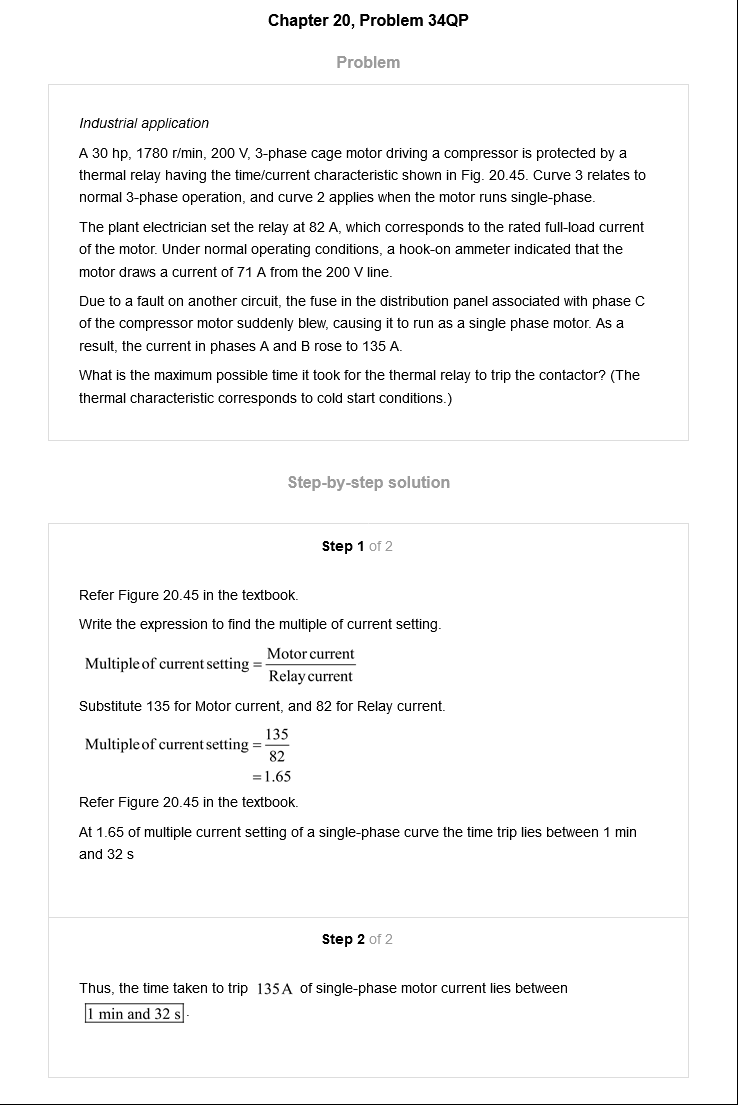 Chapter 20, Problem 34QP
Problem
Industrial application
A 30 hp, 1780 r/min, 200 V, 3-phase cage motor driving a compressor is protected by a
thermal relay having the time/current characteristic shown in Fig. 20.45. Curve 3 relates to
normal 3-phase operation, and curve 2 applies when the motor runs single-phase.
The plant electrician set the relay at 82 A, which corresponds to the rated full-load current
of the motor. Under normal operating conditions, a hook-on ammeter indicated that the
motor draws a current of 71 A from the 200 V line.
Due to a fault on another circuit, the fuse in the distribution panel associated with phase C
of the compressor motor suddenly blew, causing it to run as a single phase motor. As a
result, the current in phases A and B rose to 135 A.
What is the maximum possible time it took for the thermal relay to trip the contactor? (The
thermal characteristic corresponds to cold start conditions.)
Step-by-step solution
Step 1 of 2
Refer Figure 20.45 in the textbook.
Write the expression to find the multiple of current setting.
Multiple of current setting = Motor current / Relay current
Substitute 135 for Motor current, and 82 for Relay current.
Multiple of current setting = 135 / 82
= 1.65
Refer Figure 20.45 in the textbook.
At 1.65 of multiple current setting of a single-phase curve the time trip lies between 1 min
and 32 s
Step 2 of 2
Thus, the time taken to trip 135 A of single-phase motor current lies between
1 min and 32 s.